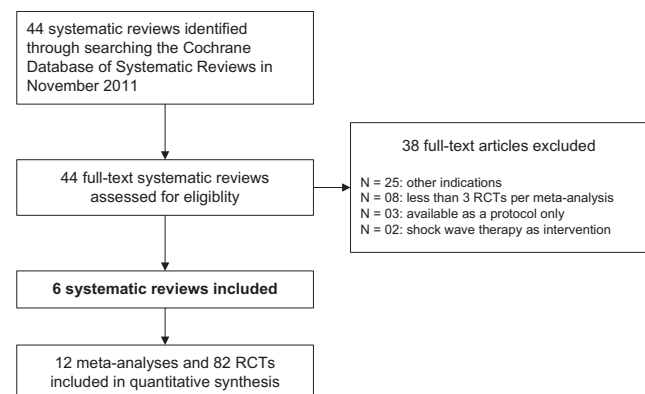 44 systematic reviews identified
through searching the Cochrane
Database of Systematic Reviews in
November 2011
44 full-text systematic reviews
assessed for eligiblity
38 full-text articles excluded
N = 25: other indications
N = 08: less than 3 RCTs per meta-analysis
N = 03: available as a protocol only
N = 02: shock wave therapy as intervention
6 systematic reviews included
12 meta-analyses and 82 RCTs
included in quantitative synthesis